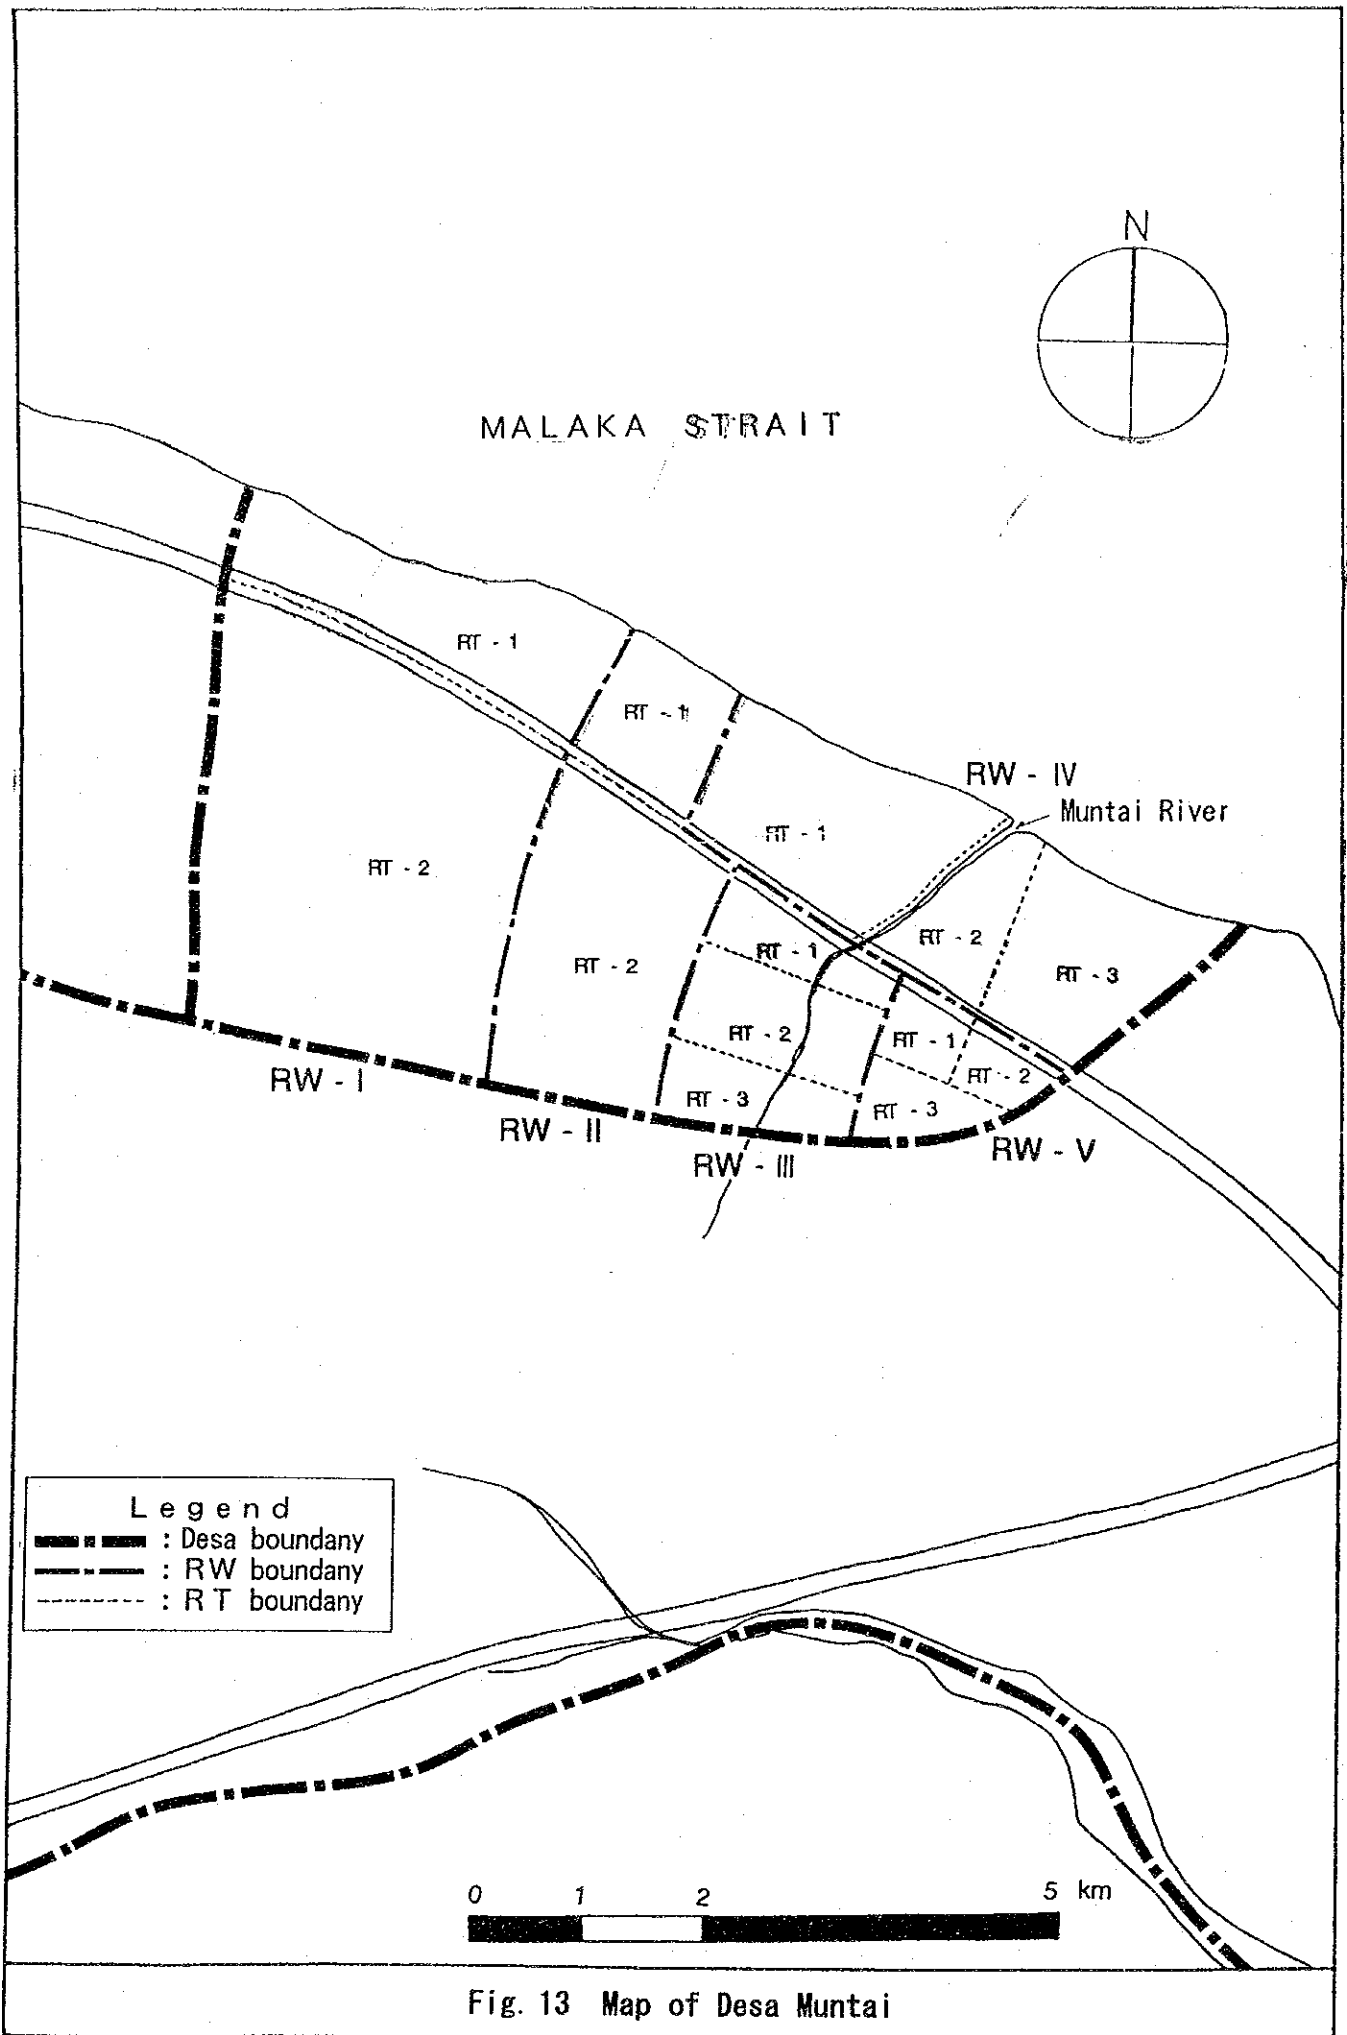 N
MALAKA STRAIT
RT - 1
RT - 1
RW - IV
Muntai River
RT - 1
RT - 2
RT - 2
RT - 1
RT - 2
RT - 3
RT - 2
RT - 1
RT - 2
RT - 3
RT - 3
RW - I
RW - II
RW - III
RW - V
Legend
: Desa boundany
: RW boundany
: RT boundany
0 1 2 5 km
Fig. 13 Map of Desa Muntai